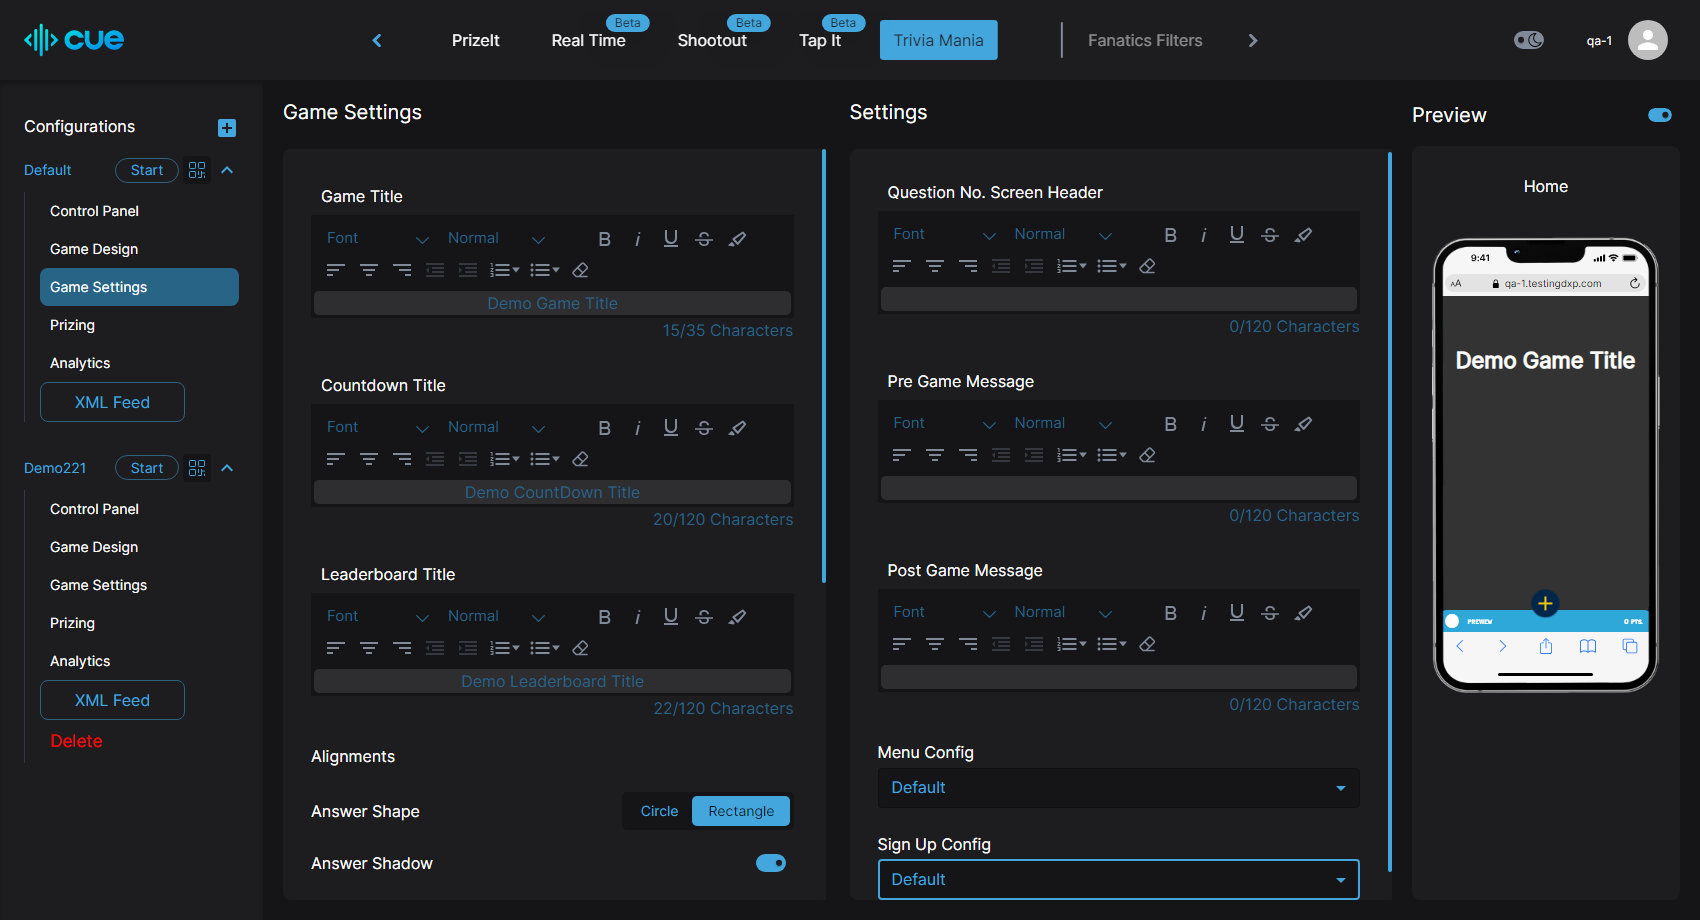 cue
PrizeIt
Real Time
Beta
Shootout
Beta
Tap It
Beta
Trivia Mania
Fanatics Filters
qa-1
Configurations
Default
Start
Control Panel
Game Design
Game Settings
Prizing
Analytics
XML Feed
Demo221
Start
Control Panel
Game Design
Game Settings
Prizing
Analytics
XML Feed
Delete
Game Settings
Game Title
Font
Normal
B i U S
Demo Game Title
15/35 Characters
Countdown Title
Font
Normal
B i U S
Demo CountDown Title
20/120 Characters
Leaderboard Title
Font
Normal
B i U S
Demo Leaderboard Title
22/120 Characters
Alignments
Answer Shape
Circle
Rectangle
Answer Shadow
Settings
Question No. Screen Header
Font
Normal
B i U S
0/120 Characters
Pre Game Message
Font
Normal
B i U S
0/120 Characters
Post Game Message
Font
Normal
B i U S
0/120 Characters
Menu Config
Default
Sign Up Config
Default
Preview
Home
9:41
AA
qa-1.testingdxp.com
Demo Game Title
PREVIEW
0 PTS.